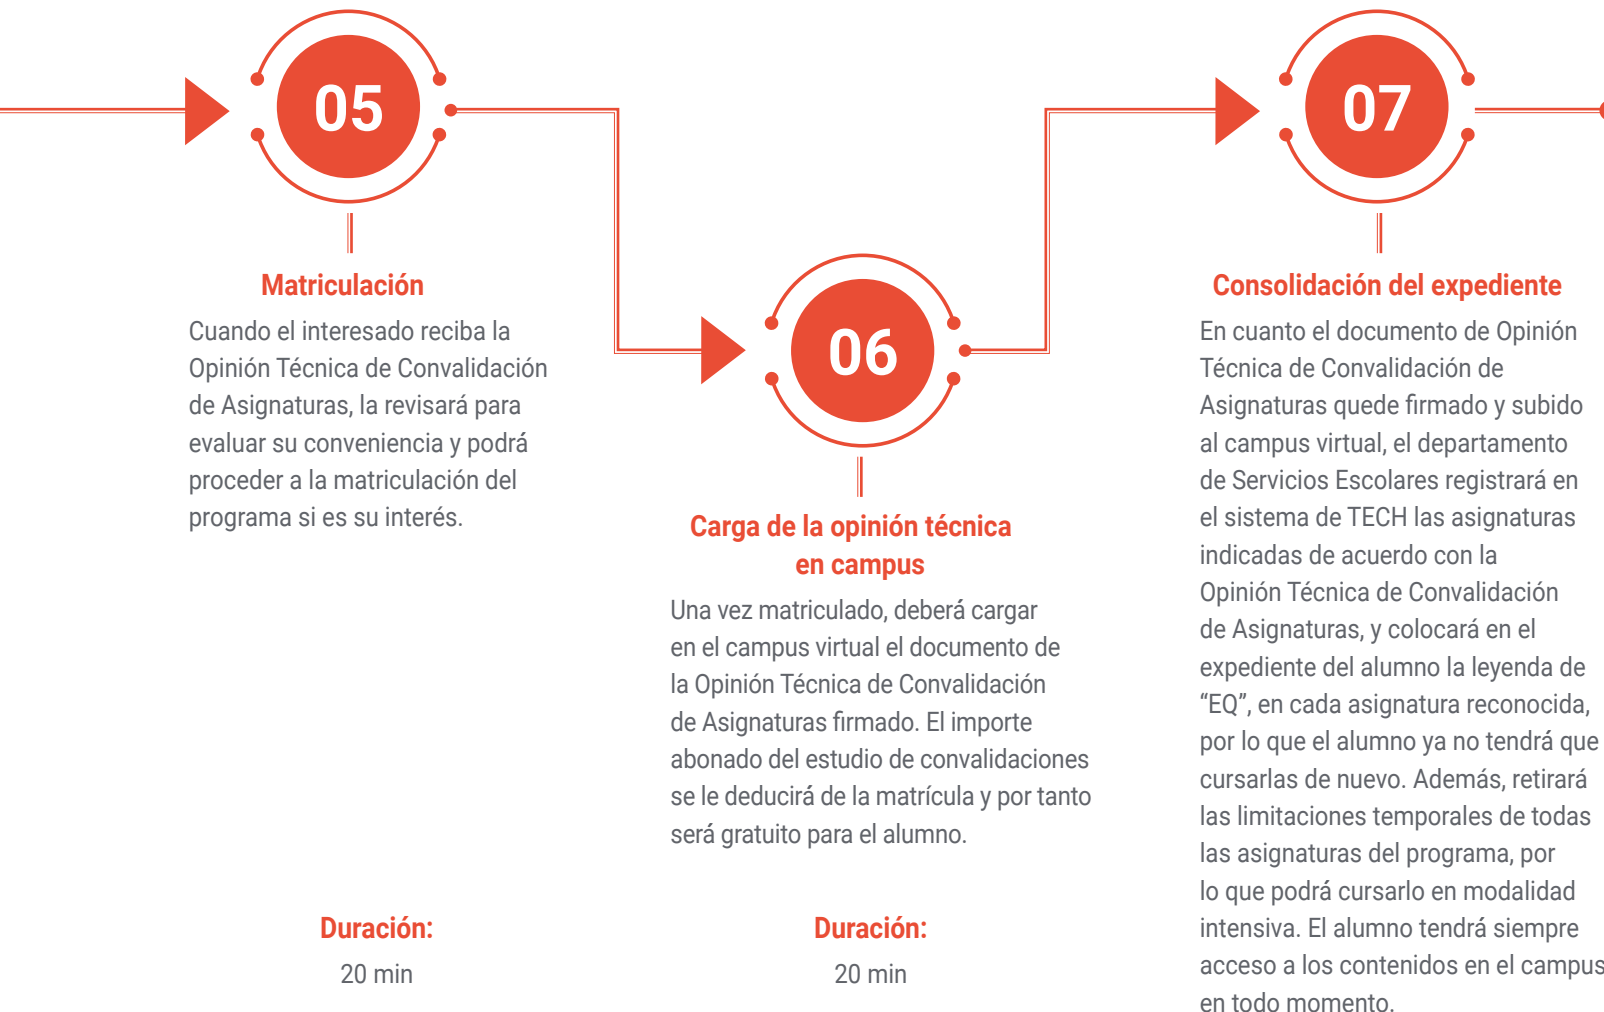 05
Matriculación
Cuando el interesado reciba la
Opinión Técnica de Convalidación
de Asignaturas, la revisará para
evaluar su conveniencia y podrá
proceder a la matriculación del
programa si es su interés.
Duración:
20 min
06
Carga de la opinión técnica
en campus
Una vez matriculado, deberá cargar
en el campus virtual el documento de
la Opinión Técnica de Convalidación
de Asignaturas firmado. El importe
abonado del estudio de convalidaciones
se le deducirá de la matrícula y por tanto
será gratuito para el alumno.
Duración:
20 min
07
Consolidación del expediente
En cuanto el documento de Opinión
Técnica de Convalidación de
Asignaturas quede firmado y subido
al campus virtual, el departamento
de Servicios Escolares registrará en
el sistema de TECH las asignaturas
indicadas de acuerdo con la
Opinión Técnica de Convalidación
de Asignaturas, y colocará en el
expediente del alumno la leyenda de
“EQ”, en cada asignatura reconocida,
por lo que el alumno ya no tendrá que
cursarlas de nuevo. Además, retirará
las limitaciones temporales de todas
las asignaturas del programa, por
lo que podrá cursarlo en modalidad
intensiva. El alumno tendrá siempre
acceso a los contenidos en el campus
en todo momento.